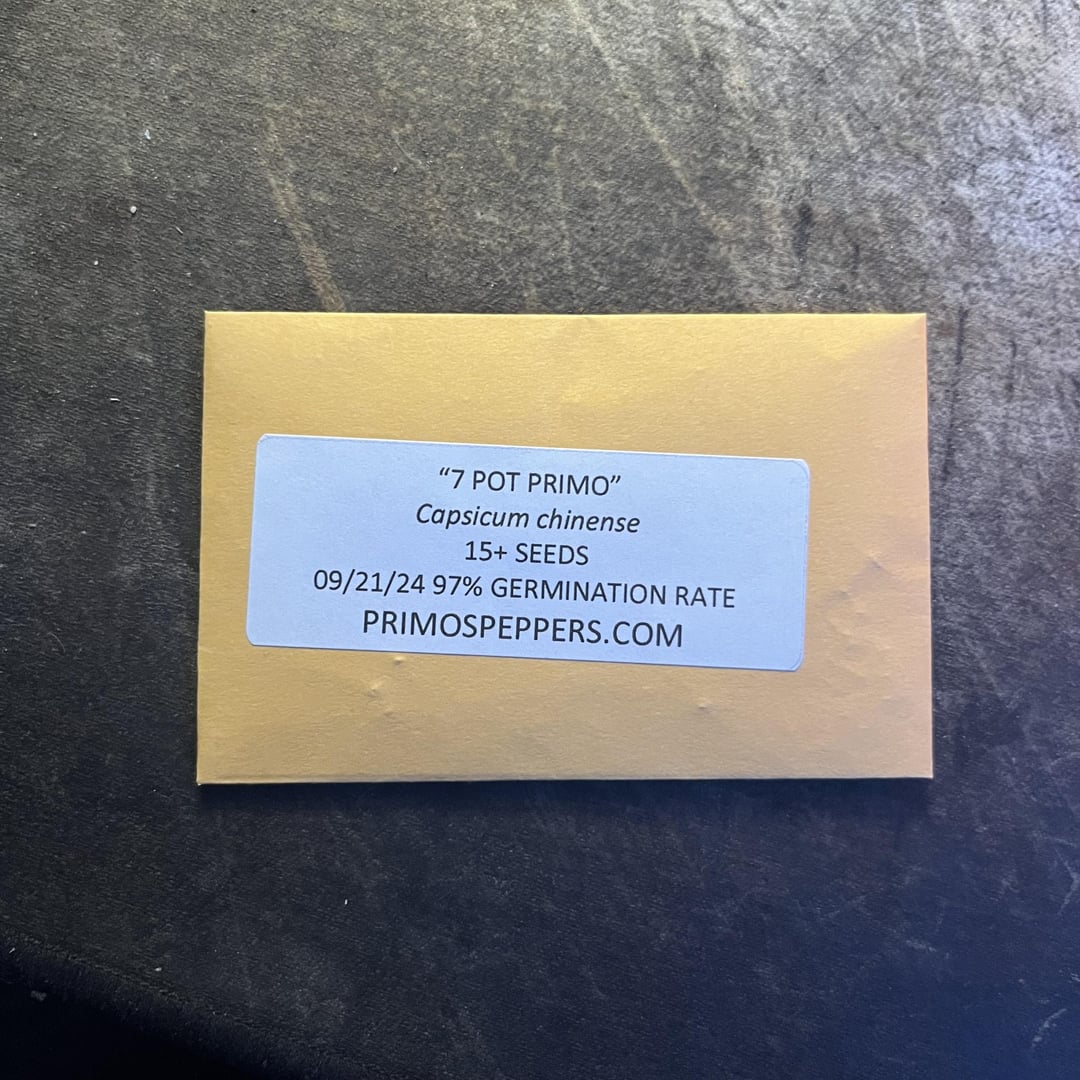 “7 POT PRIMO”
Capsicum chinense
15+ SEEDS
09/21/24 97% GERMINATION RATE
PRIMOSPEPPERS.COM